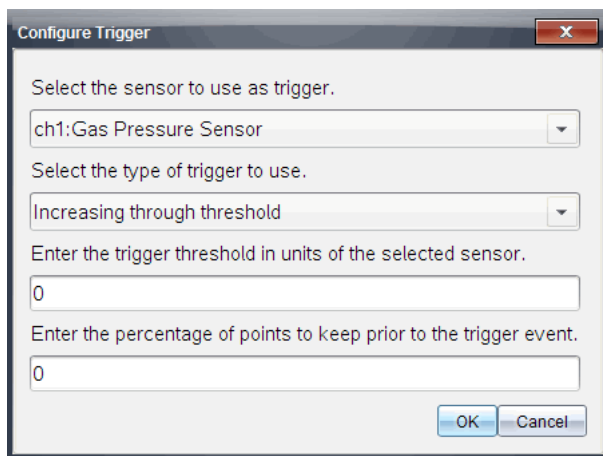 Configure Trigger
Select the sensor to use as trigger.
ch1:Gas Pressure Sensor
Select the type of trigger to use.
Increasing through threshold
Enter the trigger threshold in units of the selected sensor.
0
Enter the percentage of points to keep prior to the trigger event.
0
OK Cancel